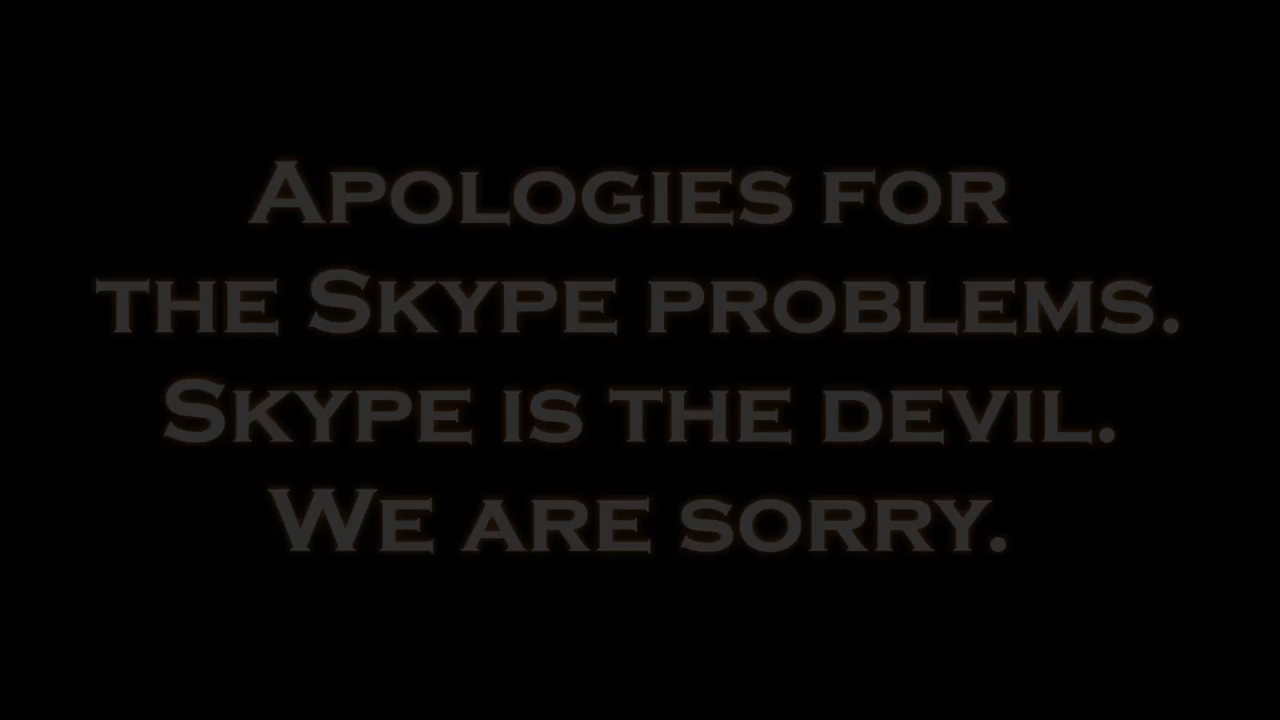 Apologies for
the Skype problems.
Skype is the devil.
We are sorry.